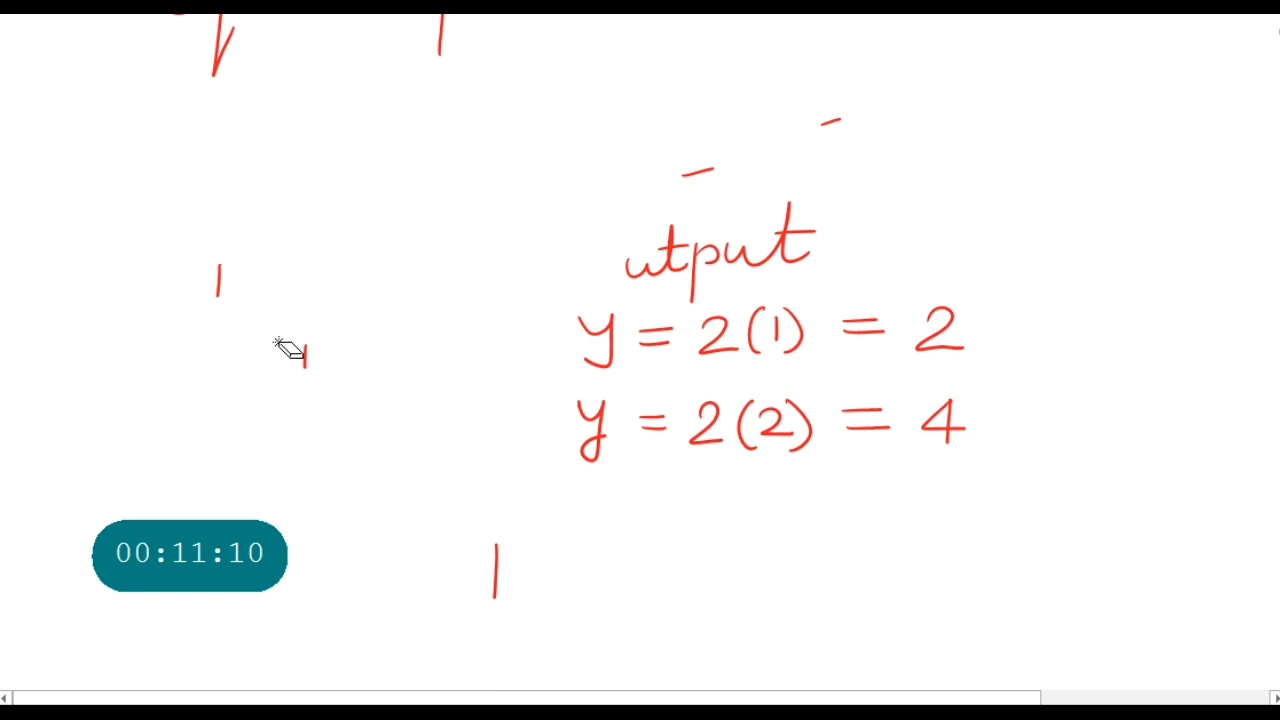 utput
y = 2(1) = 2
y = 2(2) = 4
00:11:10